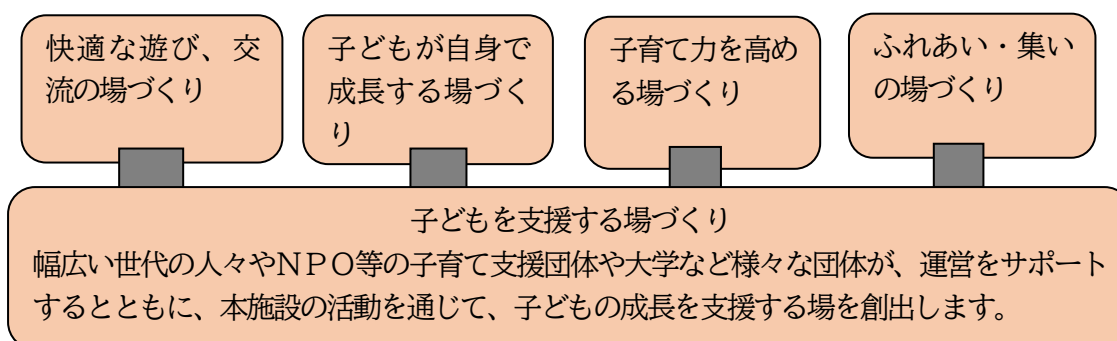 快適な遊び、交
流の場づくり
子どもが自身で
成長する場づく
り
子育て力を高め
る場づくり
ふれあい・集い
の場づくり
子どもを支援する場づくり
幅広い世代の人々やＮＰＯ等の子育て支援団体や大学など様々な団体が、運営をサポート
するとともに、本施設の活動を通じて、子どもの成長を支援する場を創出します。